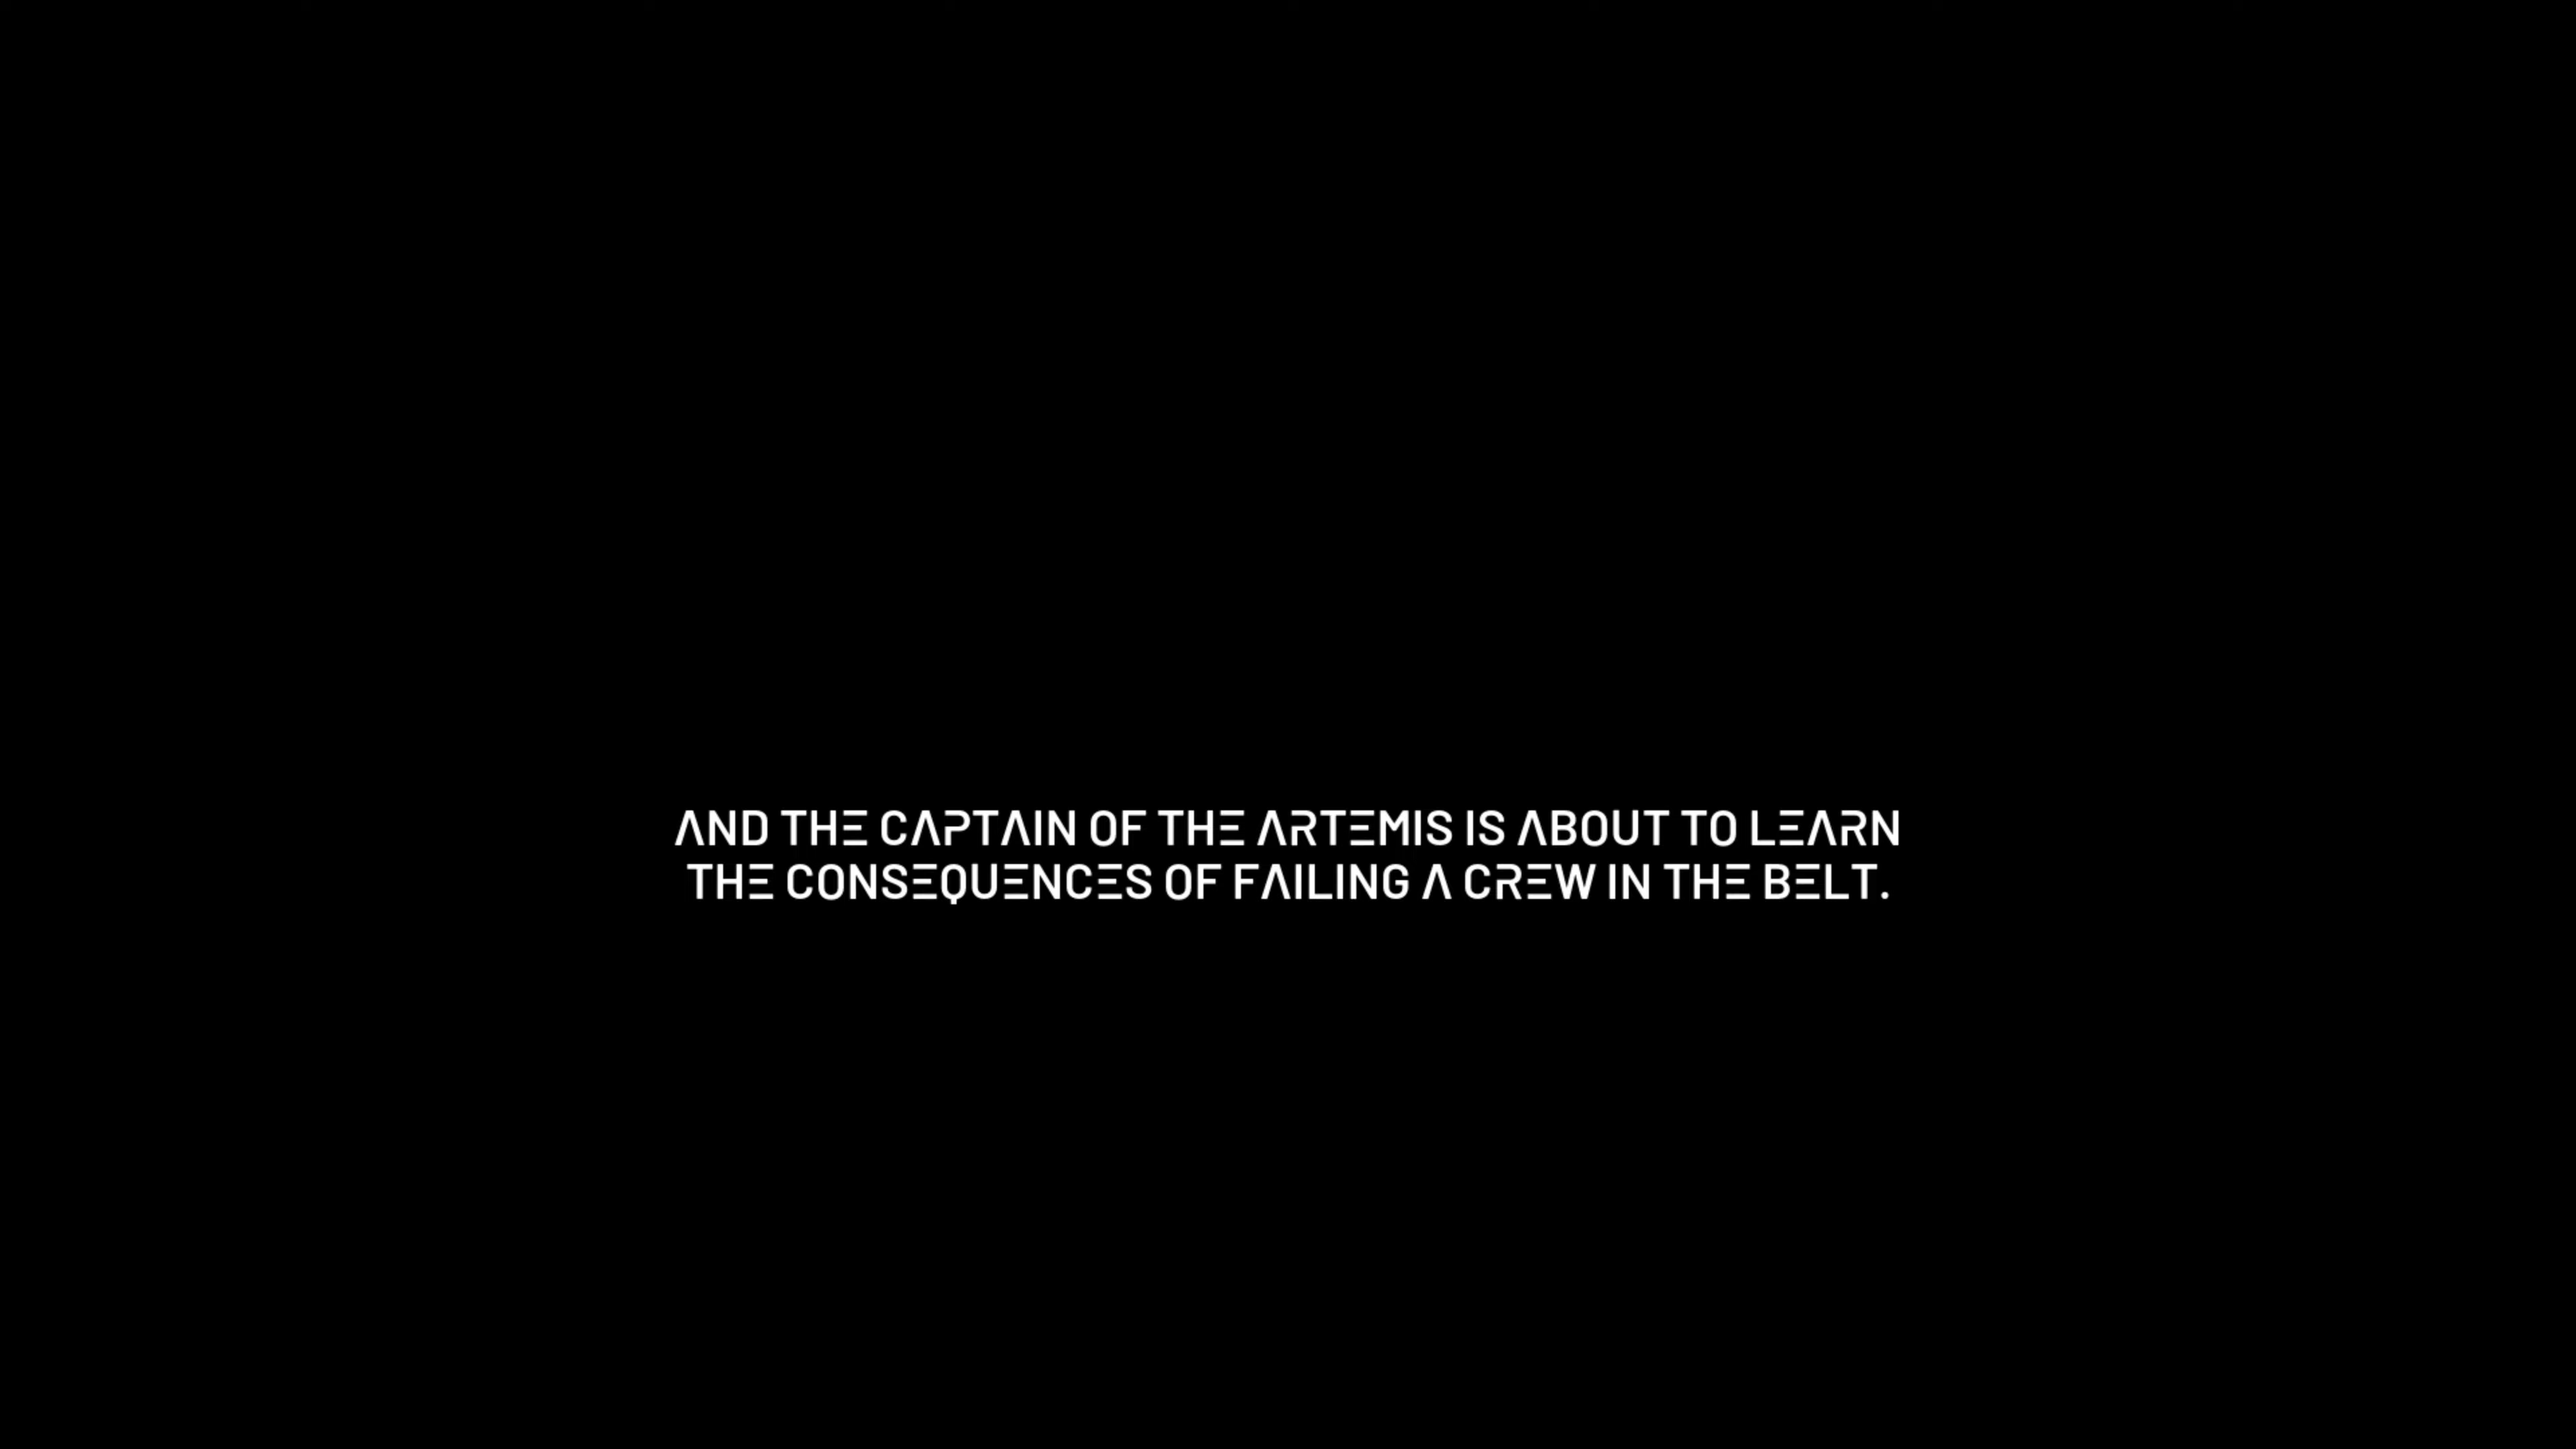 AND THE CAPTAIN OF THE ARTEMIS IS ABOUT TO LEARN
THE CONSEQUENCES OF FAILING A CREW IN THE BELT.